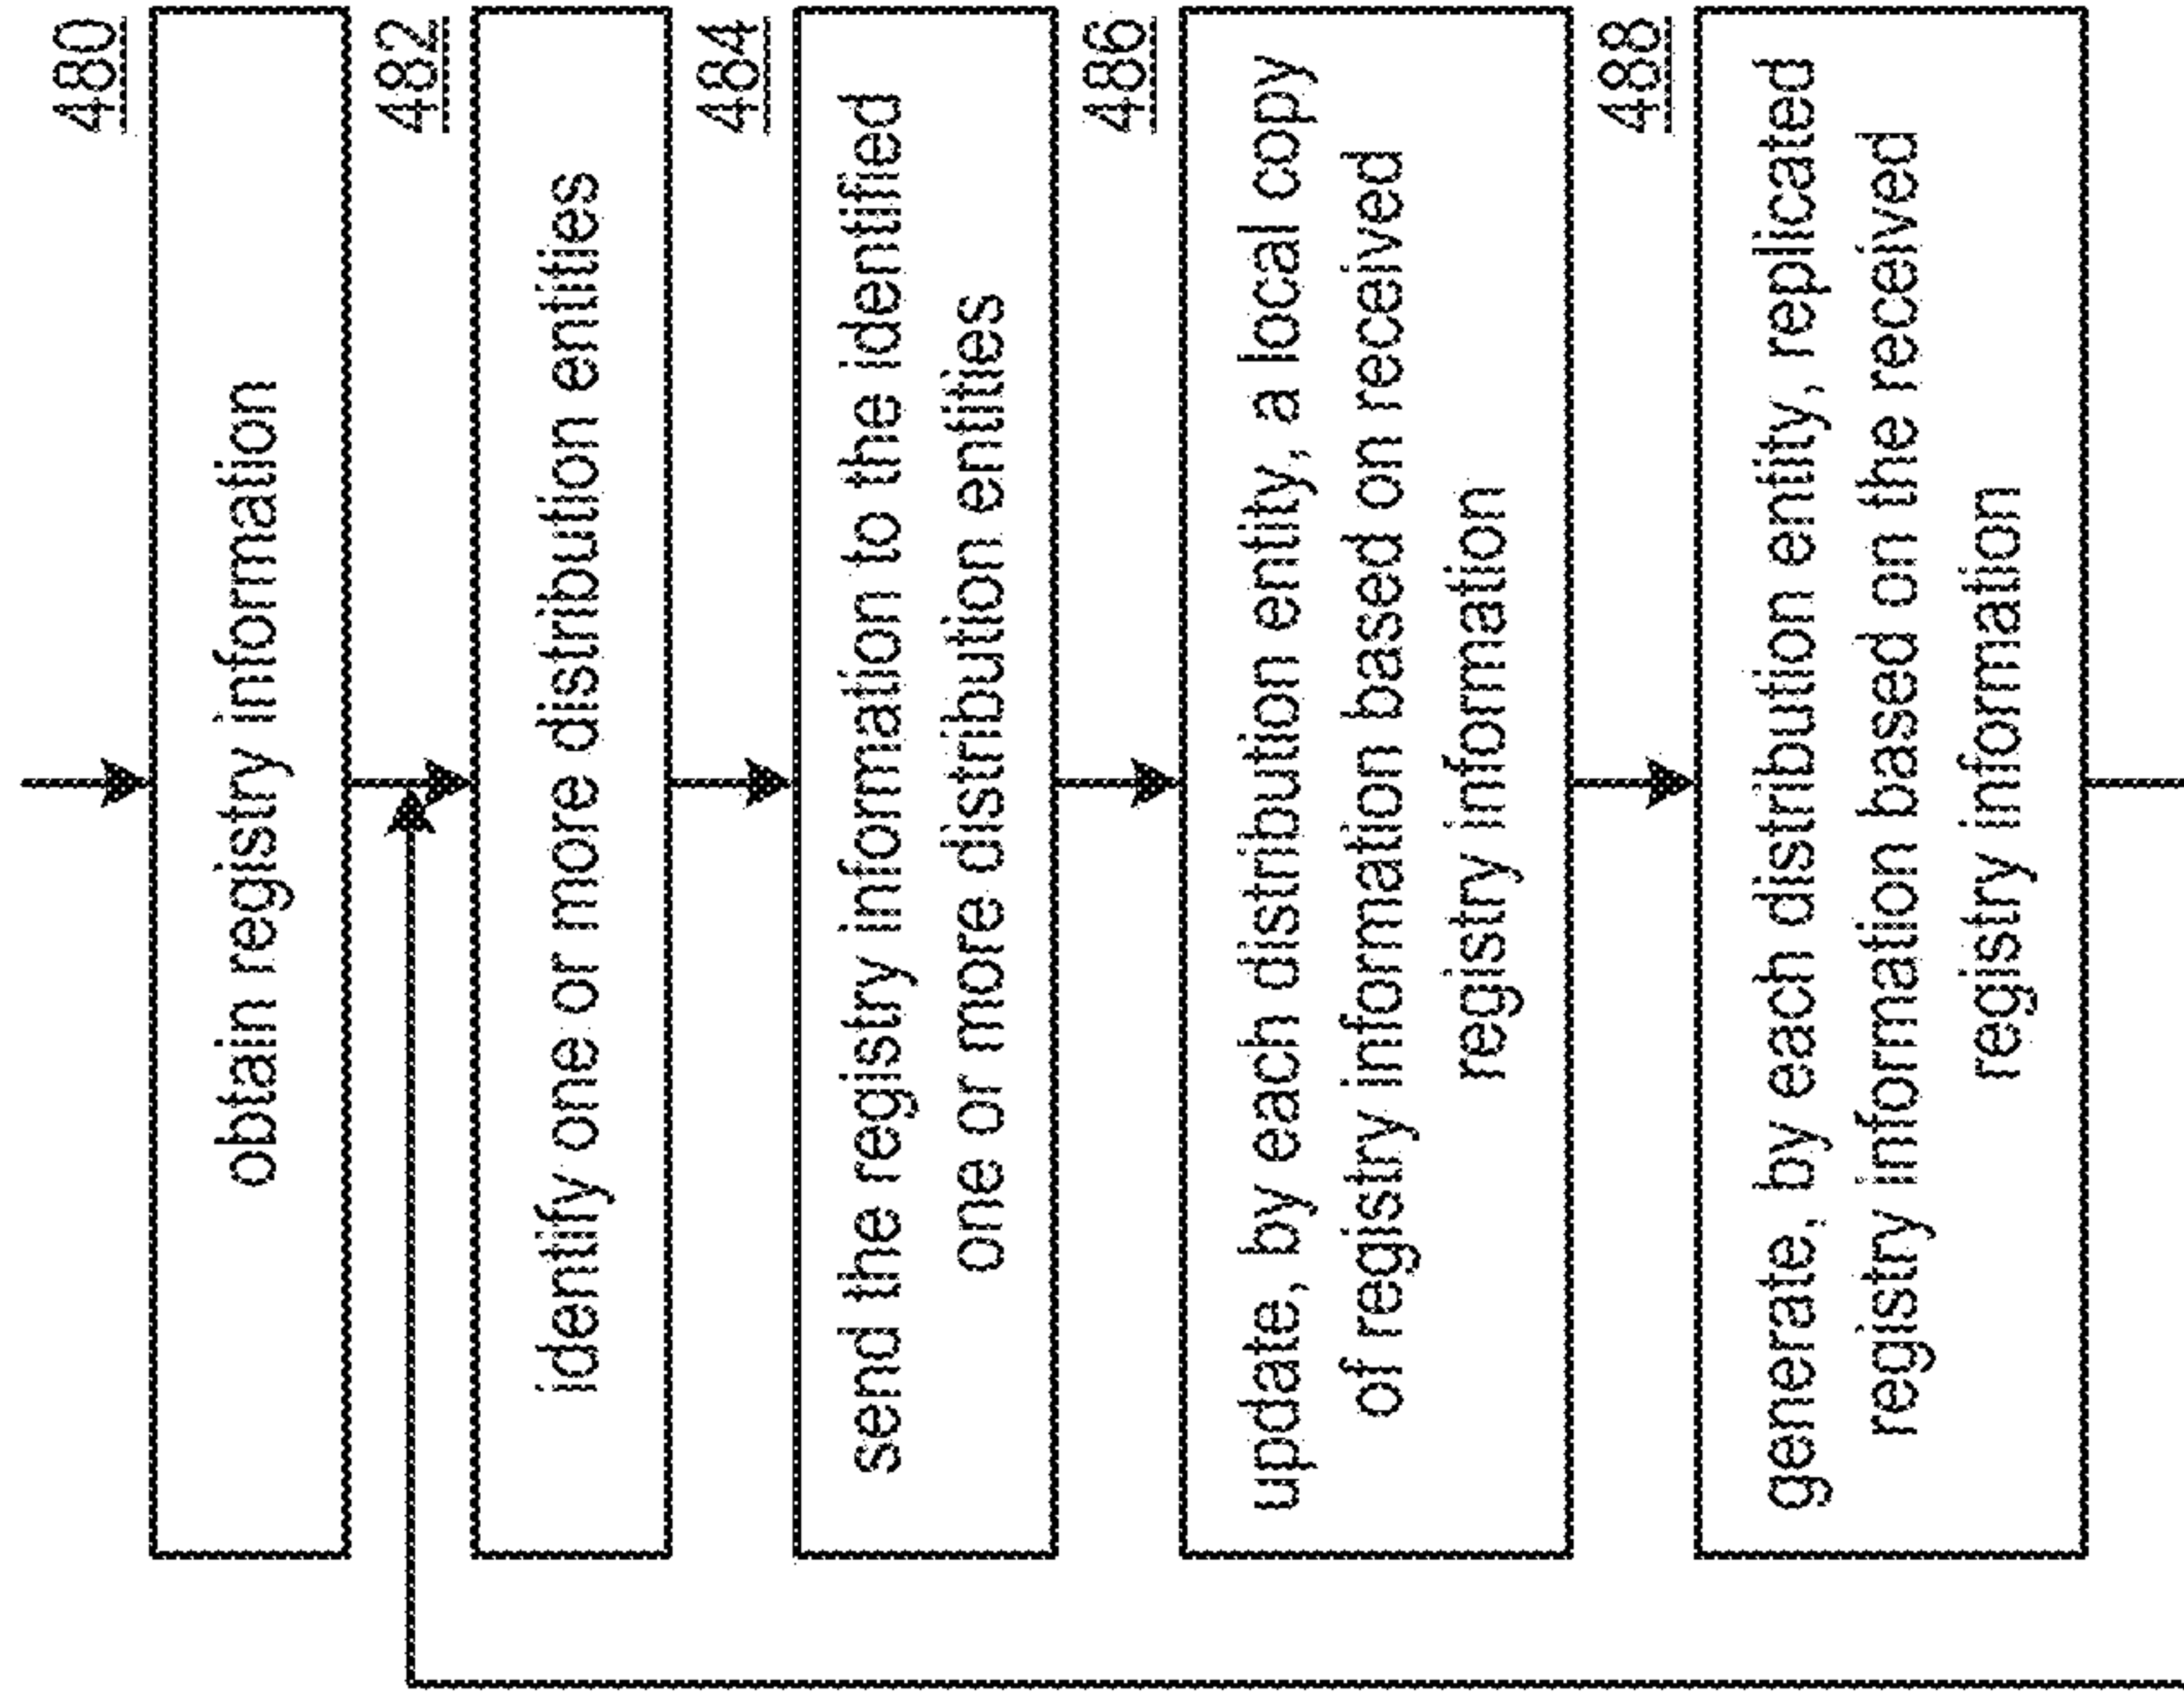 480
obtain registry information
482
identify one or more distribution entities
484
send the registry information to the identified
one or more distribution entities
486
update, by each distribution entity, a local copy
of registry information based on received
registry information
488
generate, by each distribution entity, replicated
registry information based on the received
registry information